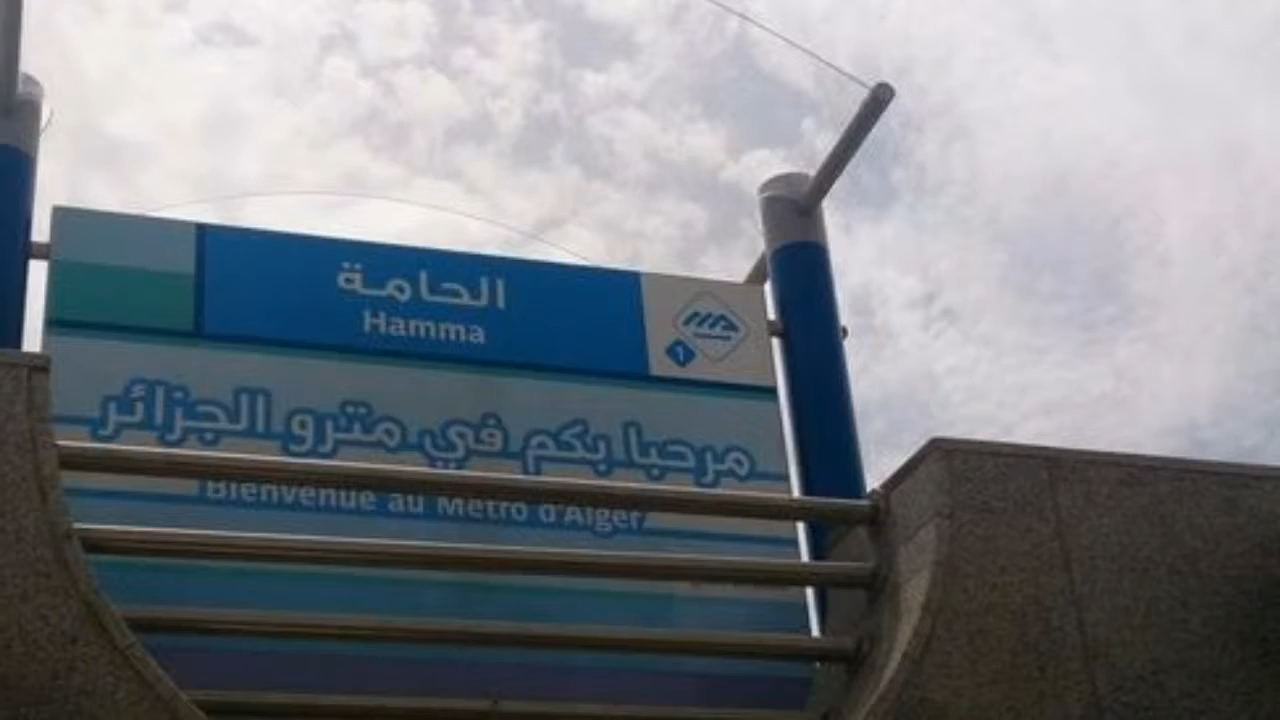 الحامة
Hamma
1
مرحبا بكم في مترو الجزائر
Bienvenue au Métro d'Alger